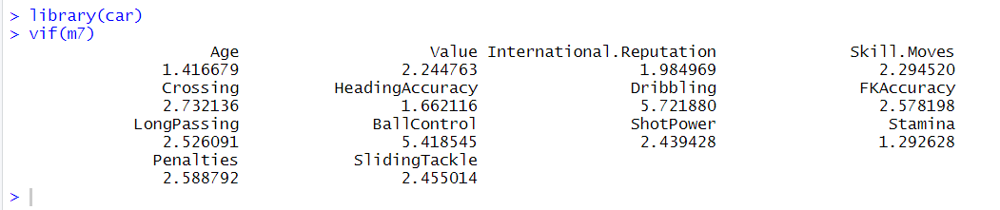 > library(car)
> vif(m7)
Age Value International.Reputation Skill.Moves
1.416679 2.244763 1.984969 2.294520
Crossing HeadingAccuracy Dribbling FKAccuracy
2.732136 1.662116 5.721880 2.578198
LongPassing BallControl ShotPower Stamina
2.526091 5.418545 2.439428 1.292628
Penalties SlidingTackle
2.588792 2.455014
>